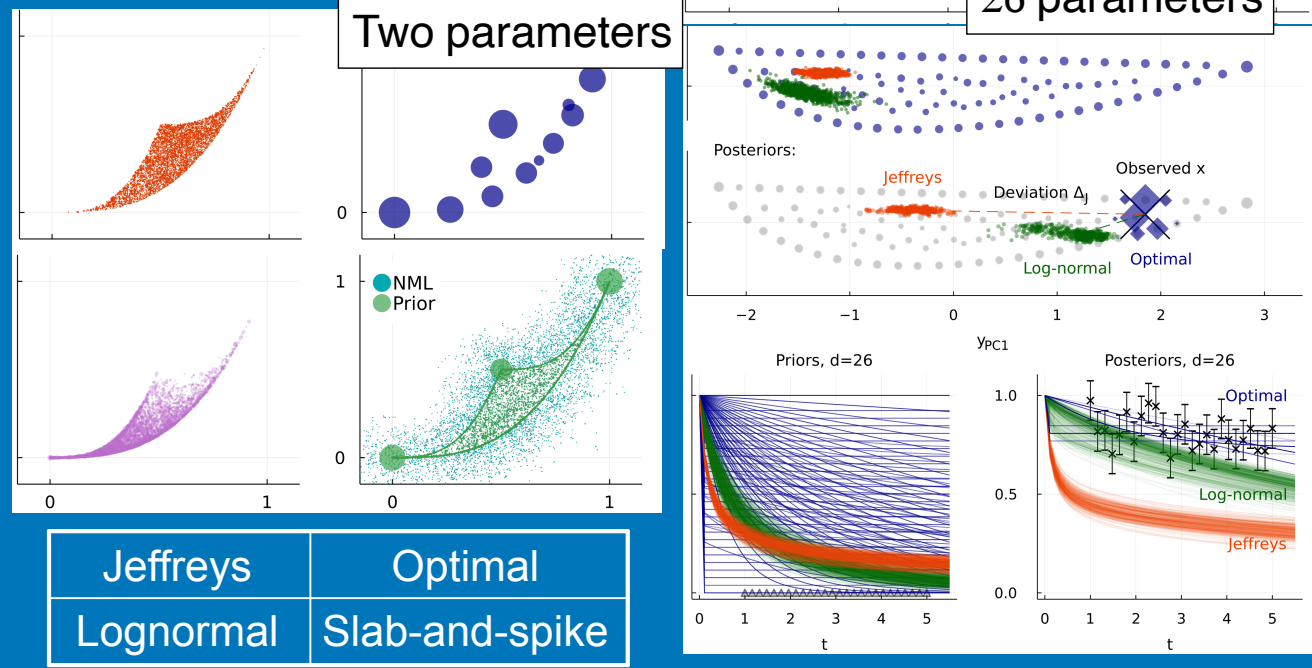 Two parameters
26 parameters
0
NML
Prior
1
0
0
1
0
1
Jeffreys
Optimal
Lognormal
Slab-and-spike
Posteriors:
Jeffreys
Deviation ΔJ
Observed x
Log-normal
Optimal
−2
−1
0
1
2
3
yPC1
Priors, d=26
0
1
2
3
4
5
t
Posteriors, d=26
1.0
0.5
0.0
Optimal
Log-normal
Jeffreys
0
1
2
3
4
5
t